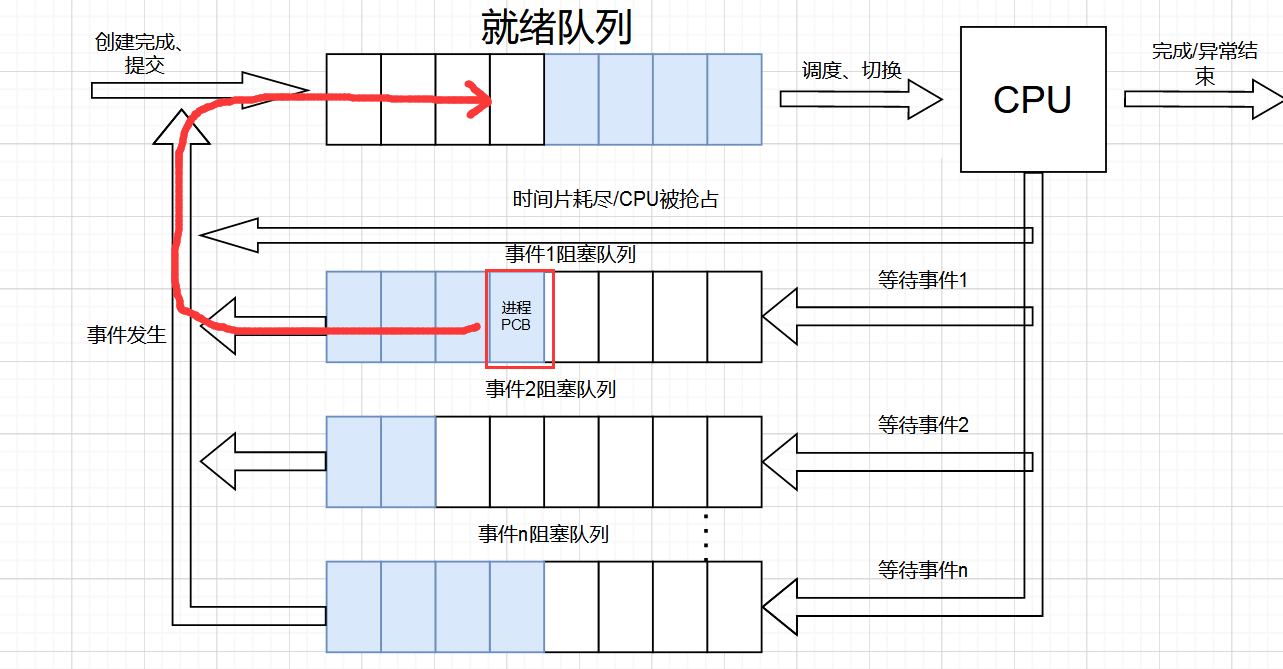 就绪队列
创建完成、
提交
调度、切换
CPU
完成/异常结
束
时间片耗尽/CPU被抢占
事件1阻塞队列
等待事件1
进程
PCB
事件发生
事件2阻塞队列
等待事件2
事件n阻塞队列
等待事件n